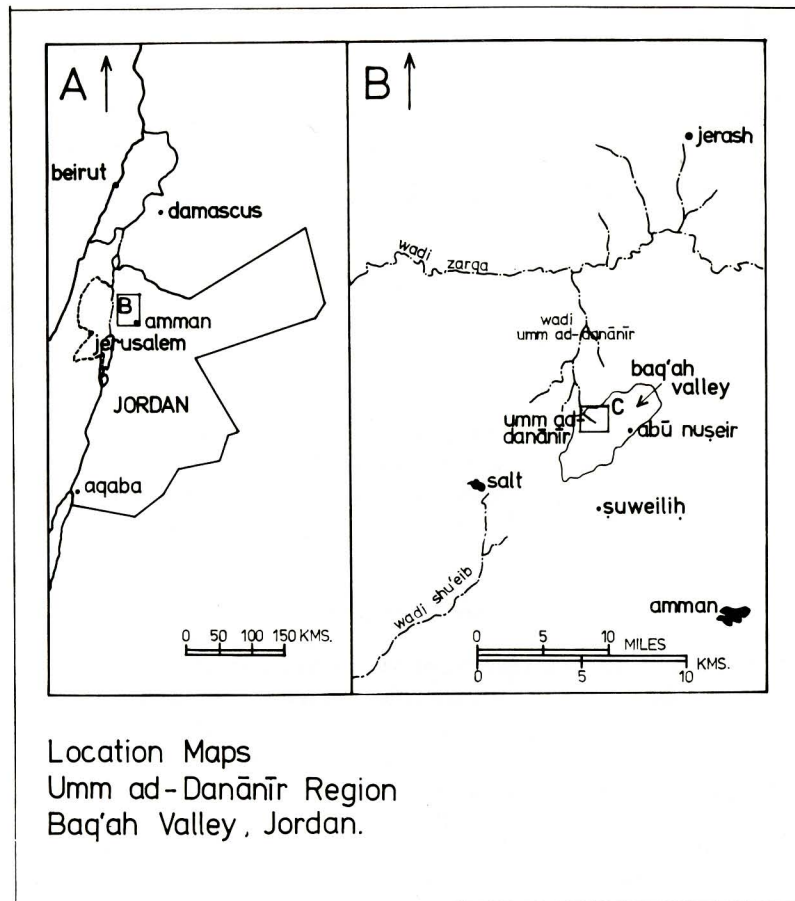 A
beirut
damascus
B
amman
jerusalem
JORDAN
aqaba
0 50 100 150 KMS.
B
jerash
wadi zarqa
wadi
umm ad-danānīr
baq'ah
valley
C
umm ad-
danānīr
abū nuṣeir
salt
ṣuweiliḥ
wadi shu'eib
amman
0 5 10 MILES
0 5 10 KMS.
Location Maps
Umm ad-Danānīr Region
Baq'ah Valley, Jordan.